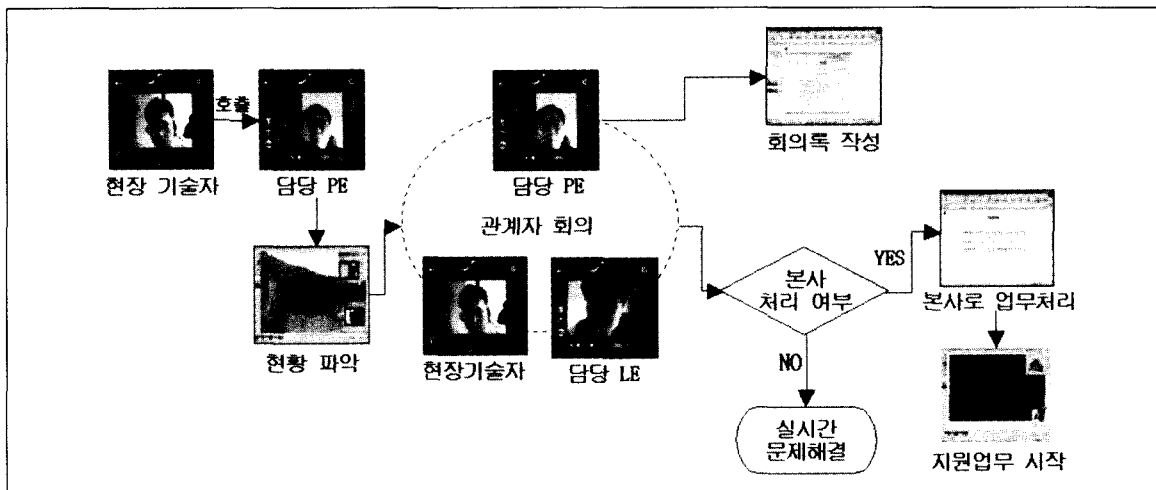 호출
현장 기술자
담당 PE
현황 파악
담당 PE
관계자 회의
현장기술자
담당 LE
회의록 작성
본사
처리 여부
YES
본사로 업무처리
NO
실시간
문제해결
지원업무 시작